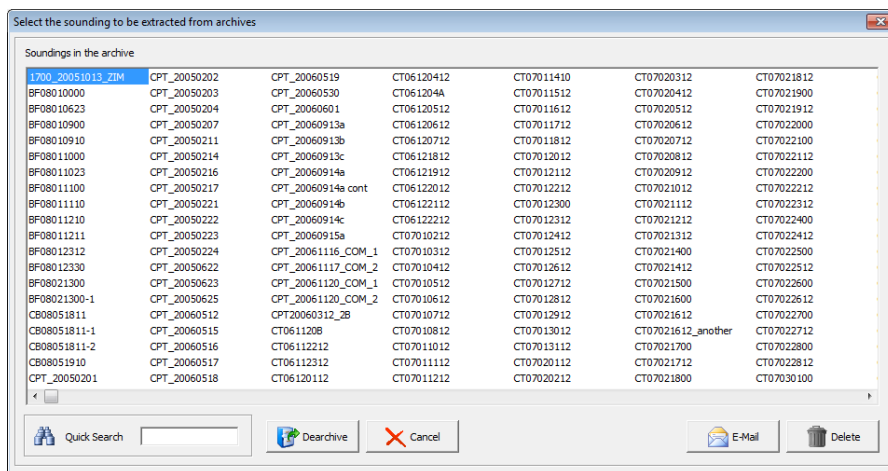 Select the sounding to be extracted from archives
Soundings in the archive
1700_20051013_ZIM CPT_20050202 CPT_20060519 CT06120412 CT07011410 CT07020312 CT07021812
BF08010000 CPT_20050203 CPT_20060530 CT061204A CT07011512 CT07020412 CT07021900
BF08010623 CPT_20050204 CPT_20060601 CT06120512 CT07011612 CT07020512 CT07021912
BF08010900 CPT_20050207 CPT_20060913a CT06120612 CT07011712 CT07020612 CT07022000
BF08010910 CPT_20050211 CPT_20060913b CT06120712 CT07011812 CT07020712 CT07022100
BF08011000 CPT_20050214 CPT_20060913c CT06121812 CT07012012 CT07020812 CT07022112
BF08011023 CPT_20050216 CPT_20060914a CT06121912 CT07012112 CT07020912 CT07022200
BF08011100 CPT_20050217 CPT_20060914a cont CT06122012 CT07012212 CT07021012 CT07022212
BF08011110 CPT_20050221 CPT_20060914b CT06122112 CT07012300 CT07021112 CT07022312
BF08011210 CPT_20050222 CPT_20060914c CT06122212 CT07012312 CT07021212 CT07022400
BF08011211 CPT_20050223 CPT_20060915a CT07010212 CT07012412 CT07021312 CT07022412
BF08012312 CPT_20050224 CPT_20061116_COM_1 CT07010312 CT07012512 CT07021400 CT07022500
BF08012330 CPT_20050622 CPT_20061117_COM_2 CT07010412 CT07012612 CT07021412 CT07022512
BF08021300 CPT_20050623 CPT_20061120_COM_1 CT07010512 CT07012712 CT07021500 CT07022600
BF08021300-1 CPT_20050625 CPT_20061120_COM_2 CT07010612 CT07012812 CT07021600 CT07022612
CB08051811 CPT_20060512 CPT20060312_2B CT07010712 CT07012912 CT07021612 CT07022700
CB08051811-1 CPT_20060515 CT061120B CT07010812 CT07013012 CT07021612_another CT07022712
CB08051811-2 CPT_20060516 CT06112212 CT07011012 CT07013112 CT07021700 CT07022800
CB08051910 CPT_20060517 CT06112312 CT07011112 CT07020112 CT07021712 CT07022812
CPT_20050201 CPT_20060518 CT06120112 CT07011212 CT07020212 CT07021800 CT07030100
Quick Search Dearchive Cancel E-Mail Delete